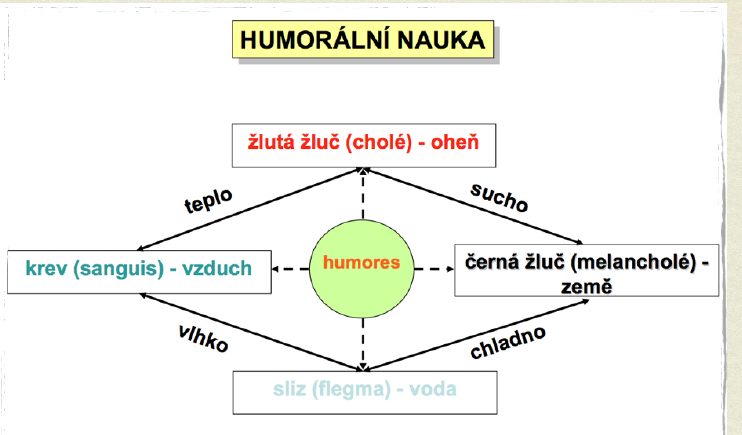 HUMORÁLNÍ NAUKA
žlutá žluč (cholé) - oheň
teplo
sucho
krev (sanguis) - vzduch
humores
černá žluč (melancholé) -
země
vlhko
chladno
sliz (flegma) - voda